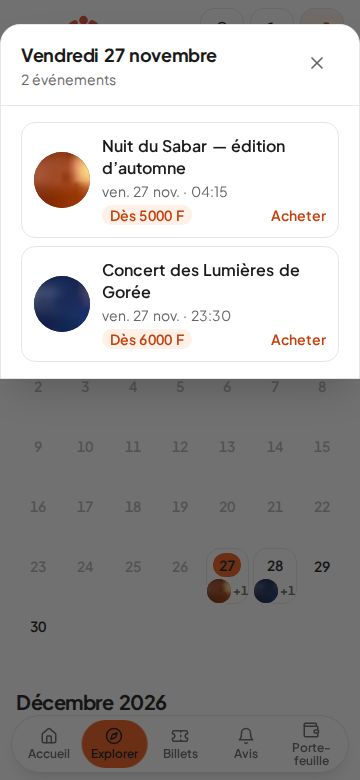 Vendredi 27 novembre
2 événements
Nuit du Sabar — édition
d’automne
ven. 27 nov. · 04:15
Dès 5000 F
Acheter
Concert des Lumières de
Gorée
ven. 27 nov. · 23:30
Dès 6000 F
Acheter
2 3 4 5 6 7 8
9 10 11 12 13 14 15
16 17 18 19 20 21 22
23 24 25 26 27 28 29
+1 +1
30
Décembre 2026
Accueil Explorer Billets Avis Porte-
feuille